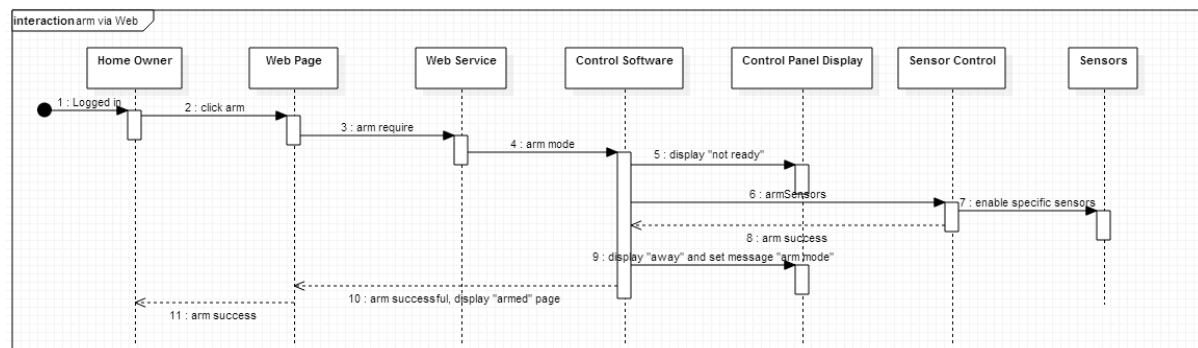 interaction arm via Web
Home Owner
Web Page
Web Service
Control Software
Control Panel Display
Sensor Control
Sensors
1 : Logged in
2 : click arm
3 : arm require
4 : arm mode
5 : display "not ready"
6 : armSensors
7 : enable specific sensors
8 : arm success
9 : display "away" and set message "arm mode"
10 : arm successful, display "armed" page
11 : arm success